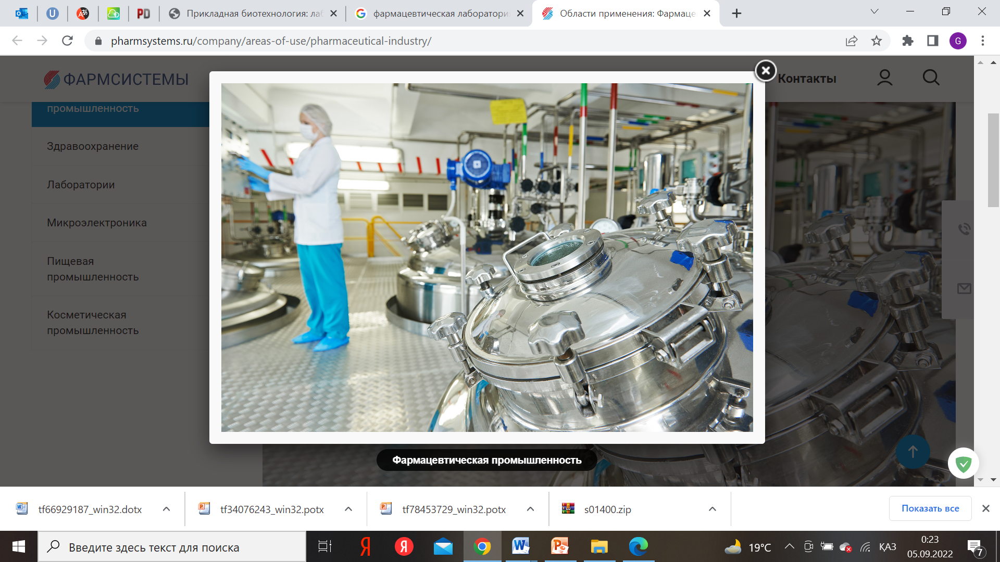 Прикладная биотехнология: ла
фармацевтическая лаборатори
Области применения: Фармаце
pharmsystems.ru/company/areas-of-use/pharmaceutical-industry/
G
ФАРМСИСТЕМЫ
Контакты
промышленность
Здравоохранение
Лаборатории
Микроэлектроника
Пищевая
промышленность
Косметическая
промышленность
Фармацевтическая промышленность
tf66929187_win32.dotx
tf34076243_win32.potx
tf78453729_win32.potx
s01400.zip
Показать все
Введите здесь текст для поиска
19°C
ҚАЗ
0:23
05.09.2022
7